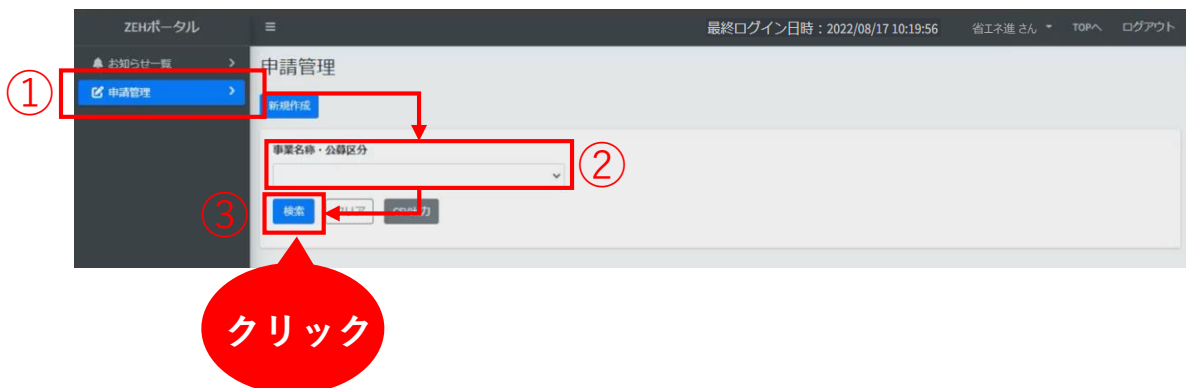 ZEHポータル
最終ログイン日時：2022/08/17 10:19:56 省エネ進 さん TOPへ ログアウト
お知らせ一覧
① 申請管理
申請管理
新規作成
事業名称・公募区分
②
③ 検索
クリック